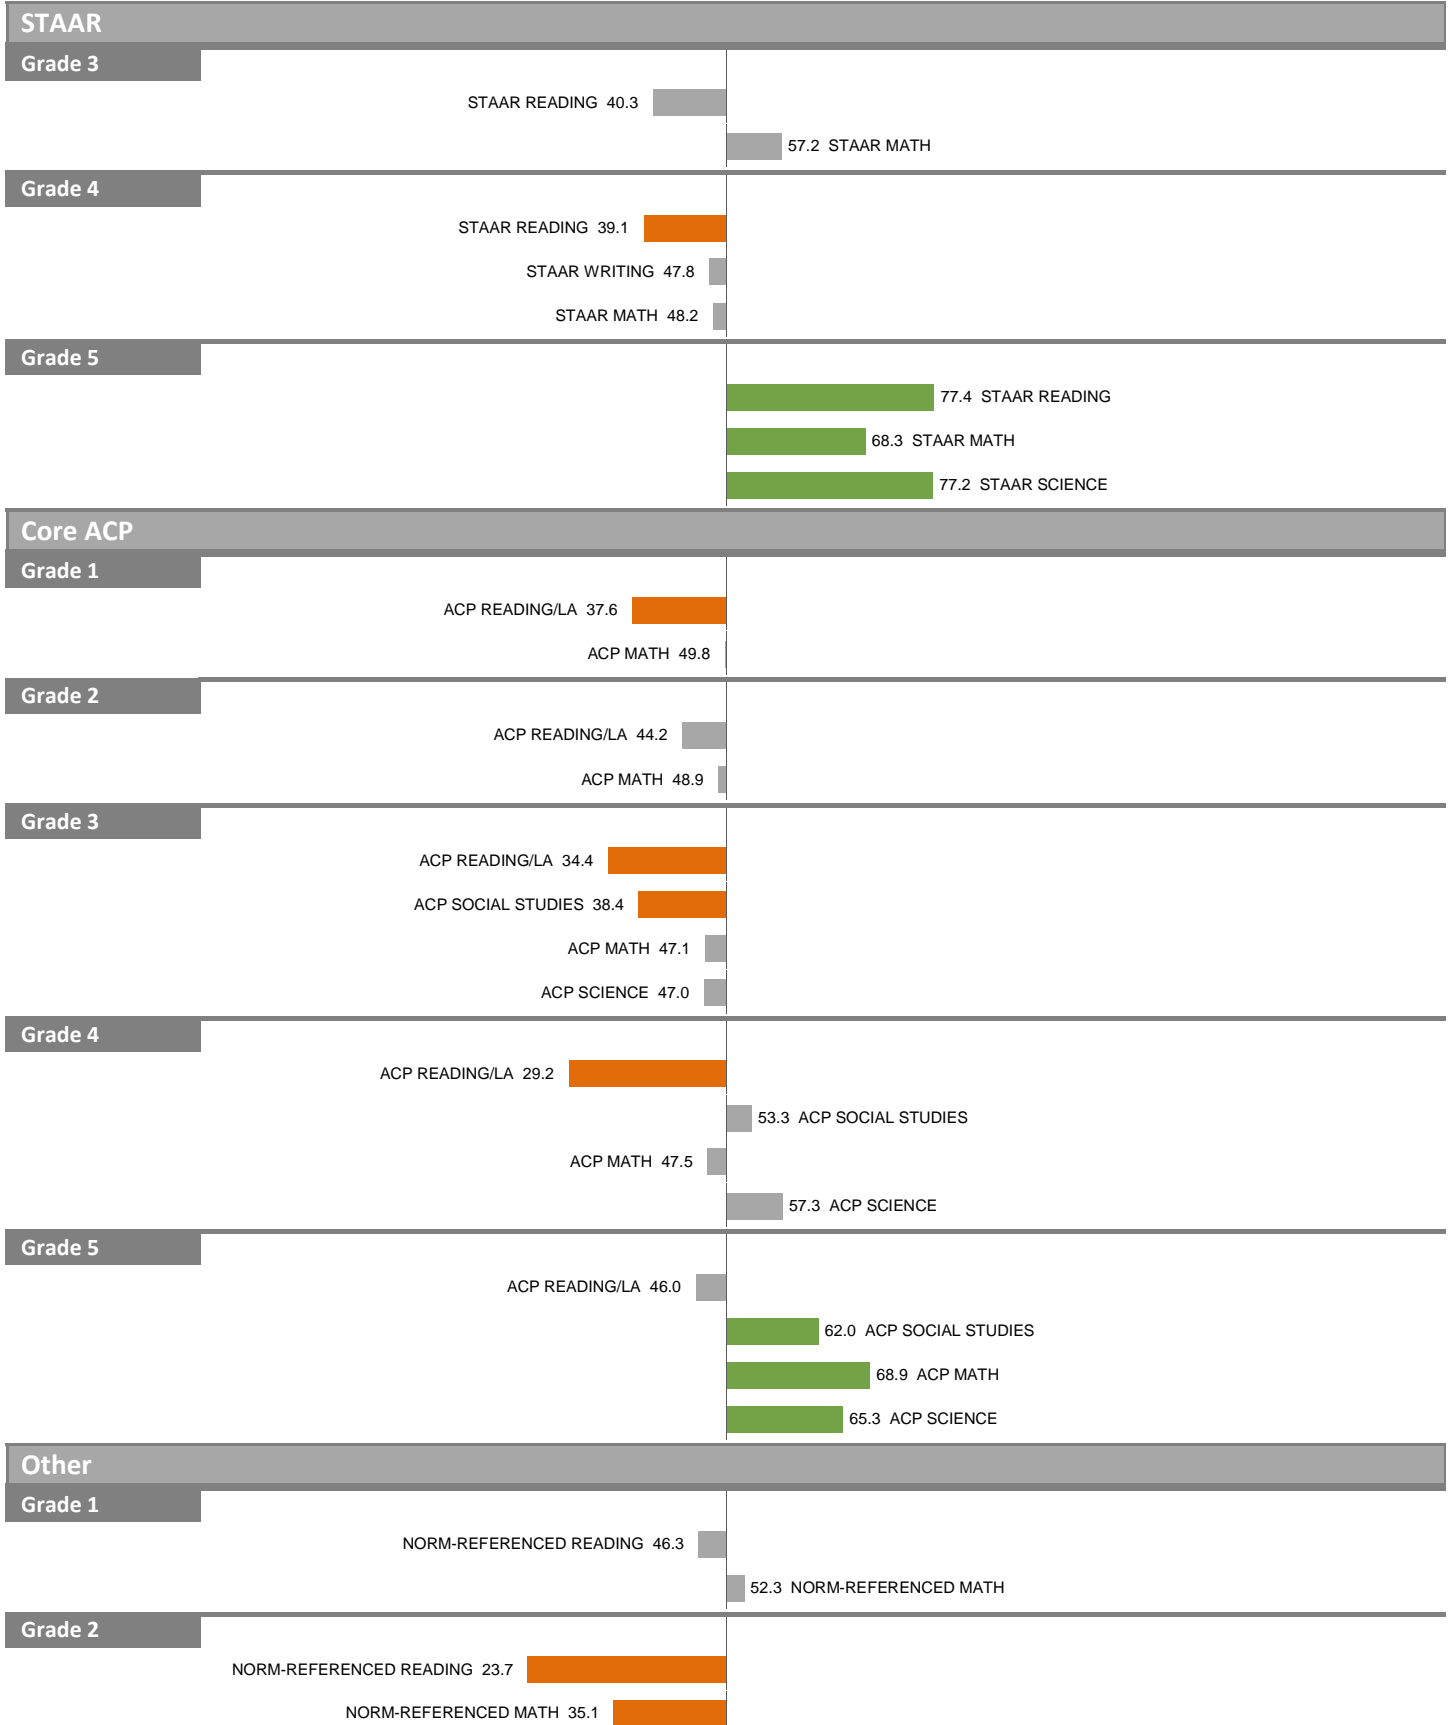 STAAR
Grade 3
STAAR READING 40.3
57.2 STAAR MATH
Grade 4
STAAR READING 39.1
STAAR WRITING 47.8
STAAR MATH 48.2
Grade 5
77.4 STAAR READING
68.3 STAAR MATH
77.2 STAAR SCIENCE
Core ACP
Grade 1
ACP READING/LA 37.6
ACP MATH 49.8
Grade 2
ACP READING/LA 44.2
ACP MATH 48.9
Grade 3
ACP READING/LA 34.4
ACP SOCIAL STUDIES 38.4
ACP MATH 47.1
ACP SCIENCE 47.0
Grade 4
ACP READING/LA 29.2
53.3 ACP SOCIAL STUDIES
ACP MATH 47.5
57.3 ACP SCIENCE
Grade 5
ACP READING/LA 46.0
62.0 ACP SOCIAL STUDIES
68.9 ACP MATH
65.3 ACP SCIENCE
Other
Grade 1
NORM-REFERENCED READING 46.3
52.3 NORM-REFERENCED MATH
Grade 2
NORM-REFERENCED READING 23.7
NORM-REFERENCED MATH 35.1